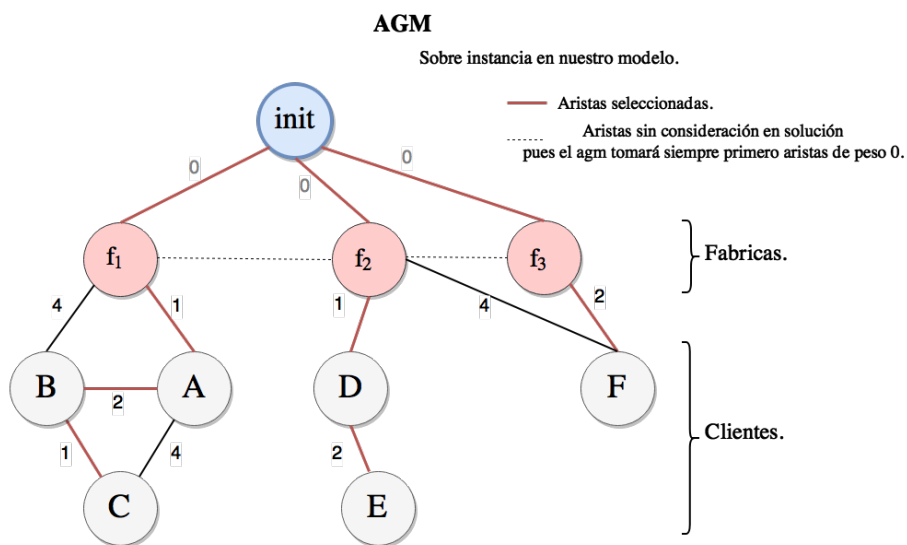 AGM
Sobre instancia en nuestro modelo.
Aristas seleccionadas.
Aristas sin consideración en solución
pues el agm tomará siempre primero aristas de peso 0.
init
0
0
0
f1
f2
f3
Fabricas.
4
1
1
4
2
B
A
D
F
2
Clientes.
1
4
2
C
E